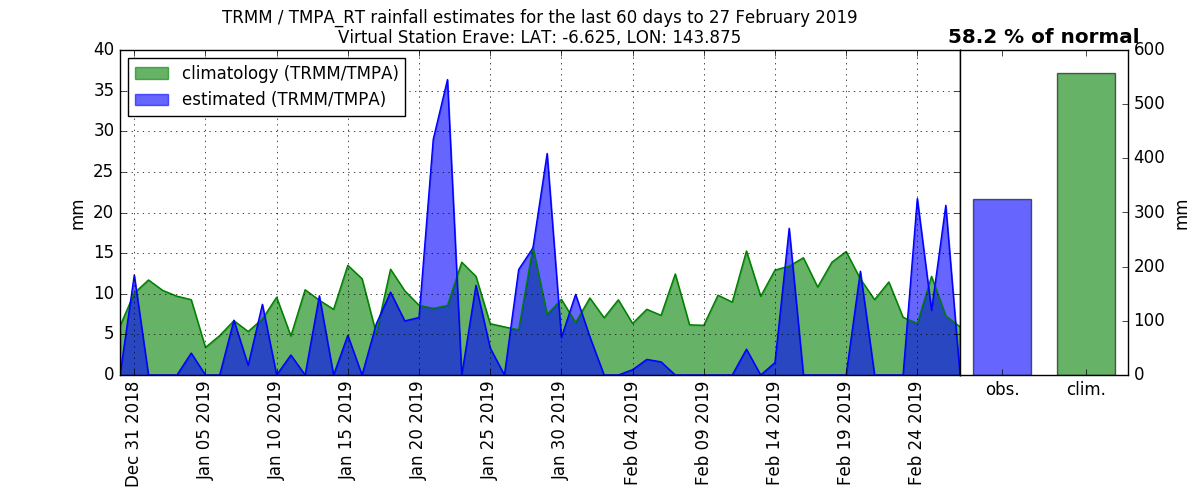 TRMM / TMPA_RT rainfall estimates for the last 60 days to 27 February 2019
Virtual Station Erave: LAT: -6.625, LON: 143.875
58.2 % of normal
climatology (TRMM/TMPA)
estimated (TRMM/TMPA)
mm
40
35
30
25
20
15
10
5
0
Dec 31 2018
Jan 05 2019
Jan 10 2019
Jan 15 2019
Jan 20 2019
Jan 25 2019
Jan 30 2019
Feb 04 2019
Feb 09 2019
Feb 14 2019
Feb 19 2019
Feb 24 2019
600
500
400
300
200
100
0
mm
obs.
clim.